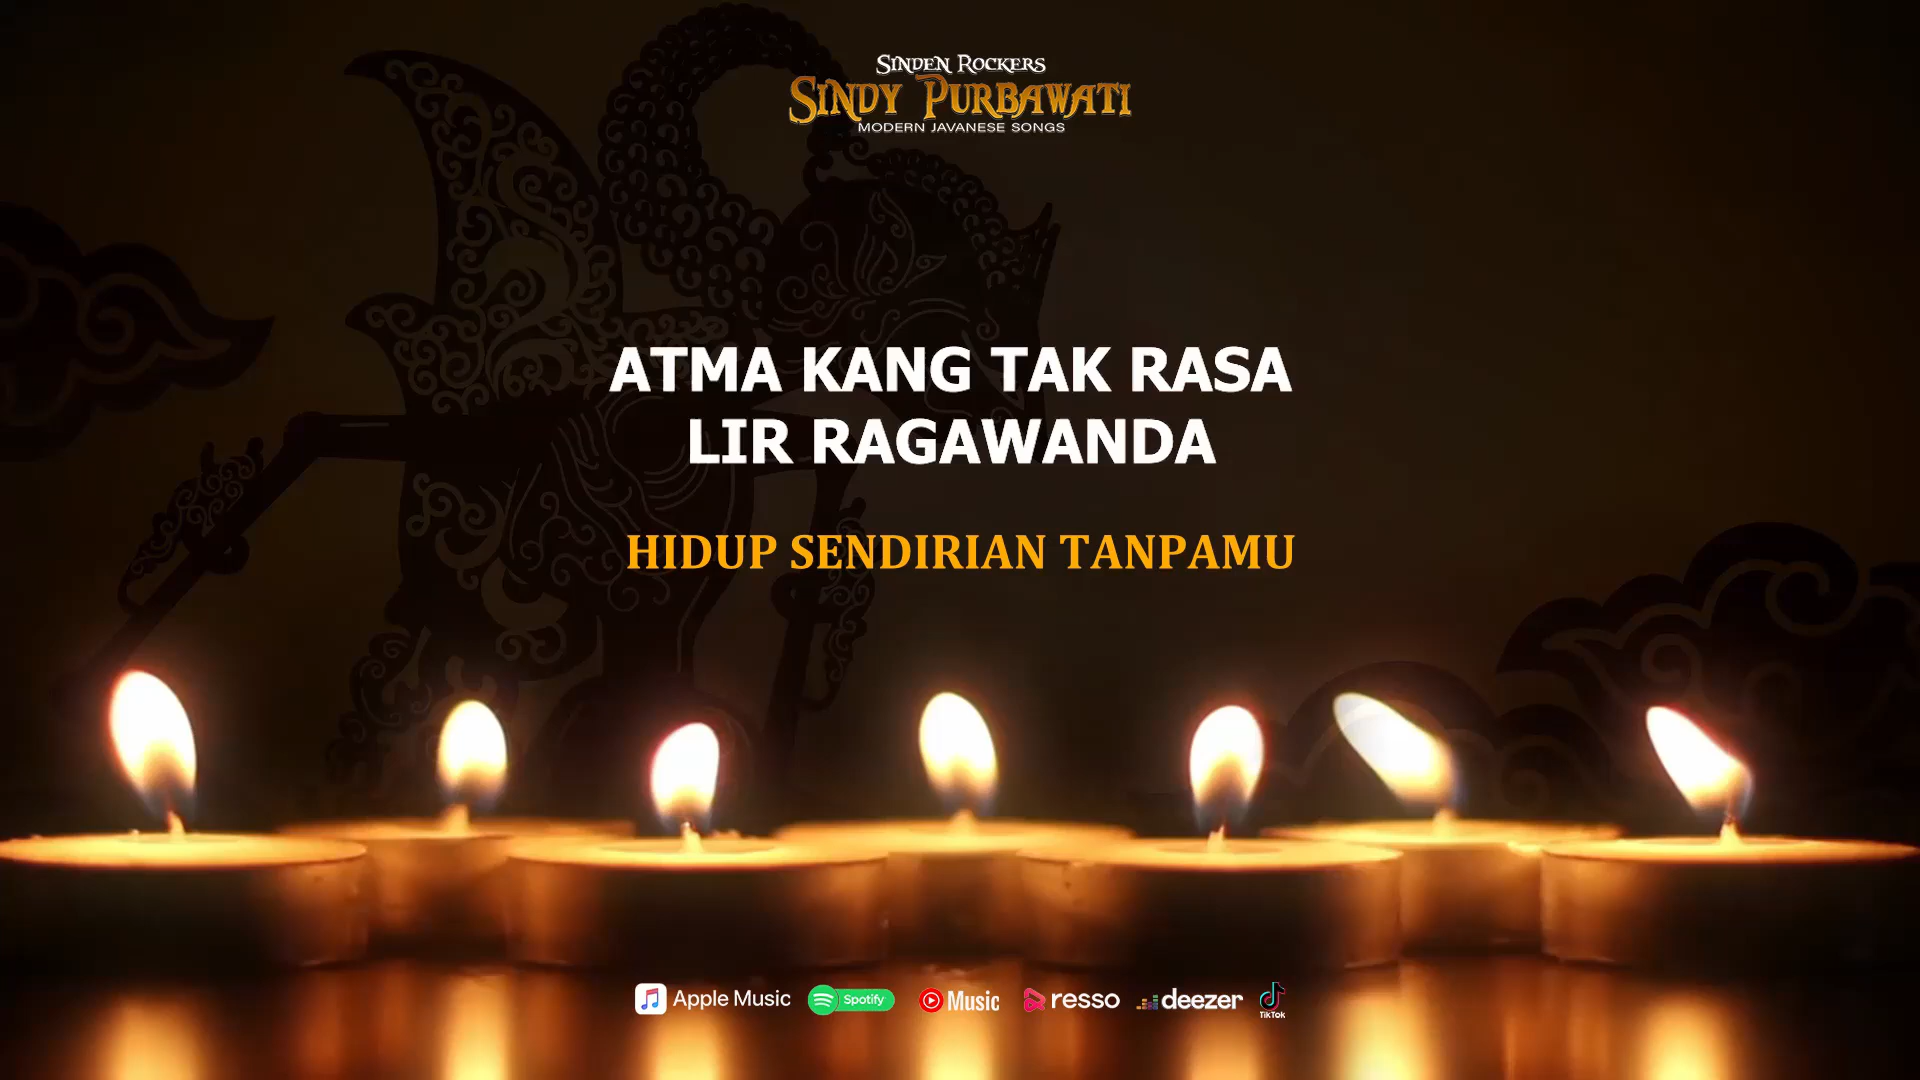 SINDEN ROCKERS
SINDY PURBAWATI
MODERN JAVANESE SONGS
ATMA KANG TAK RASA
LIR RAGAWANDA
HIDUP SENDIRIAN TANPAMU
Apple Music Spotify Music resso deezer TikTok